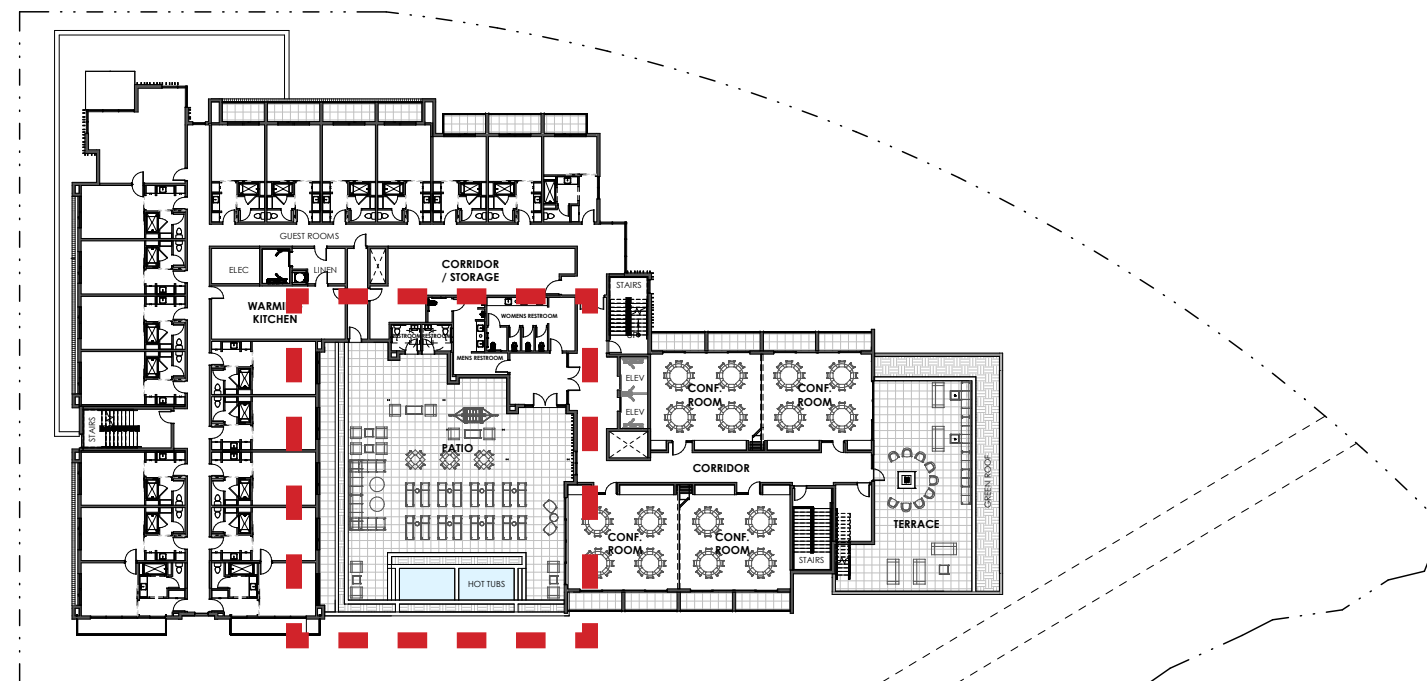 GUEST ROOMS
ELEC
LINEN
CORRIDOR
/ STORAGE
STAIRS
KITCHEN
WOMENS RESTROOM
MENS RESTROOM
ELEV
ELEV
CONF.
ROOM
CONF.
ROOM
STAIRS
PATIO
CORRIDOR
GREEN ROOF
TERRACE
CONF.
ROOM
CONF.
ROOM
STAIRS
HOT TUBS